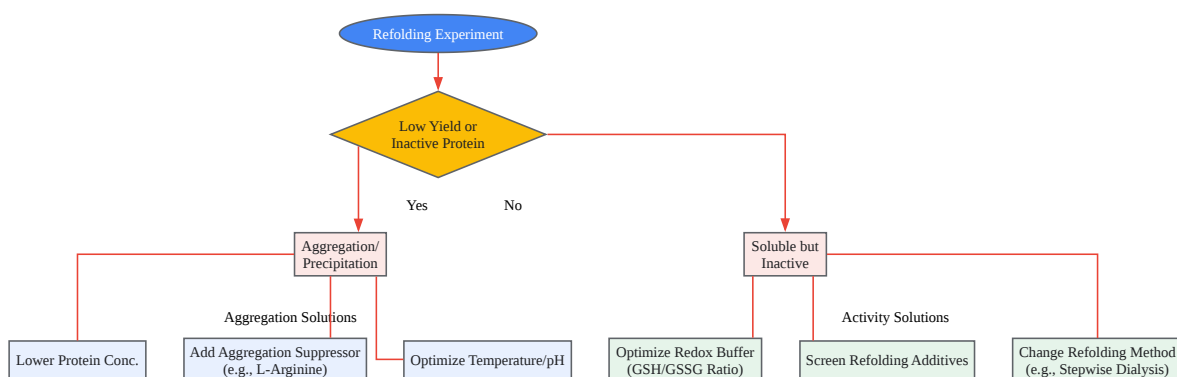 Refolding Experiment
Low Yield or
Inactive Protein
Yes
No
Aggregation/
Precipitation
Soluble but
Inactive
Aggregation Solutions
Activity Solutions
Lower Protein Conc.
Add Aggregation Suppressor
(e.g., L-Arginine)
Optimize Temperature/pH
Optimize Redox Buffer
(GSH/GSSG Ratio)
Screen Refolding Additives
Change Refolding Method
(e.g., Stepwise Dialysis)